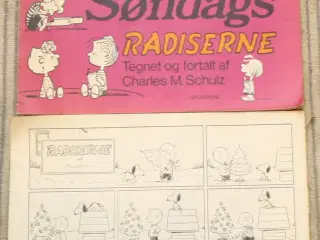 Søndags
RADISERNE
Tegnet og fortalt af
Charles M. Schulz
RADISERNE